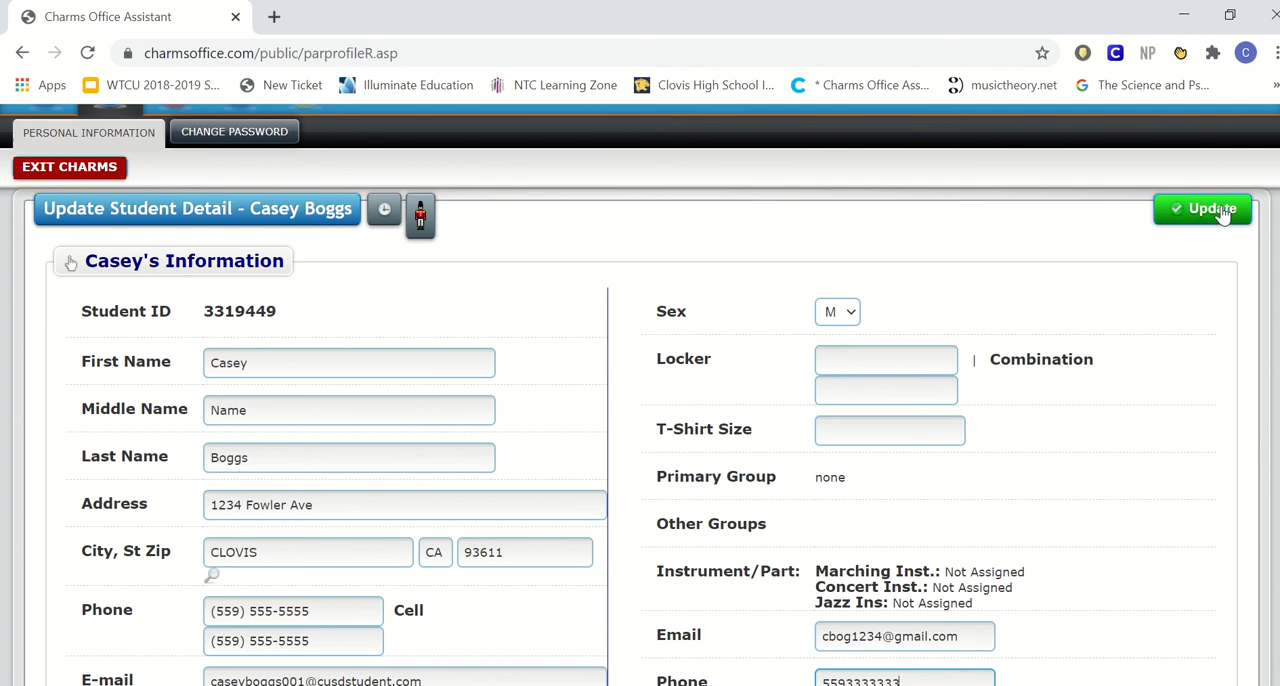 Charms Office Assistant
charmsoffice.com/public/parprofileR.asp
NP
C
Apps
WTCU 2018-2019 S...
New Ticket
Illuminate Education
NTC Learning Zone
Clovis High School I...
* Charms Office Ass...
musictheory.net
The Science and Ps...
»
PERSONAL INFORMATION
CHANGE PASSWORD
EXIT CHARMS
Update Student Detail - Casey Boggs
Update
Casey's Information
Student ID 3319449
First Name Casey
Middle Name Name
Last Name Boggs
Address 1234 Fowler Ave
City, St Zip CLOVIS CA 93611
Phone (559) 555-5555 Cell
(559) 555-5555
E-mail caseyboggs001@cusdstudent.com
Sex M
Locker | Combination
T-Shirt Size
Primary Group none
Other Groups
Instrument/Part: Marching Inst.: Not Assigned
Concert Inst.: Not Assigned
Jazz Ins: Not Assigned
Email cbog1234@gmail.com
Phone 5593333333